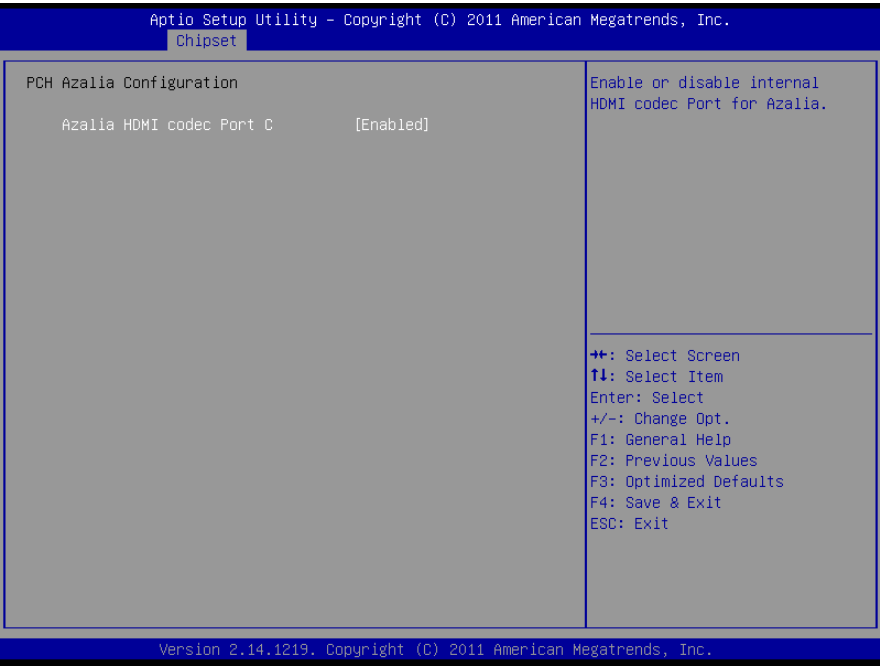 Aptio Setup Utility – Copyright (C) 2011 American Megatrends, Inc.
Chipset
PCH Azalia Configuration
Azalia HDMI codec Port C [Enabled]
Enable or disable internal
HDMI codec Port for Azalia.
→←: Select Screen
↑↓: Select Item
Enter: Select
+/-: Change Opt.
F1: General Help
F2: Previous Values
F3: Optimized Defaults
F4: Save & Exit
ESC: Exit
Version 2.14.1219. Copyright (C) 2011 American Megatrends, Inc.